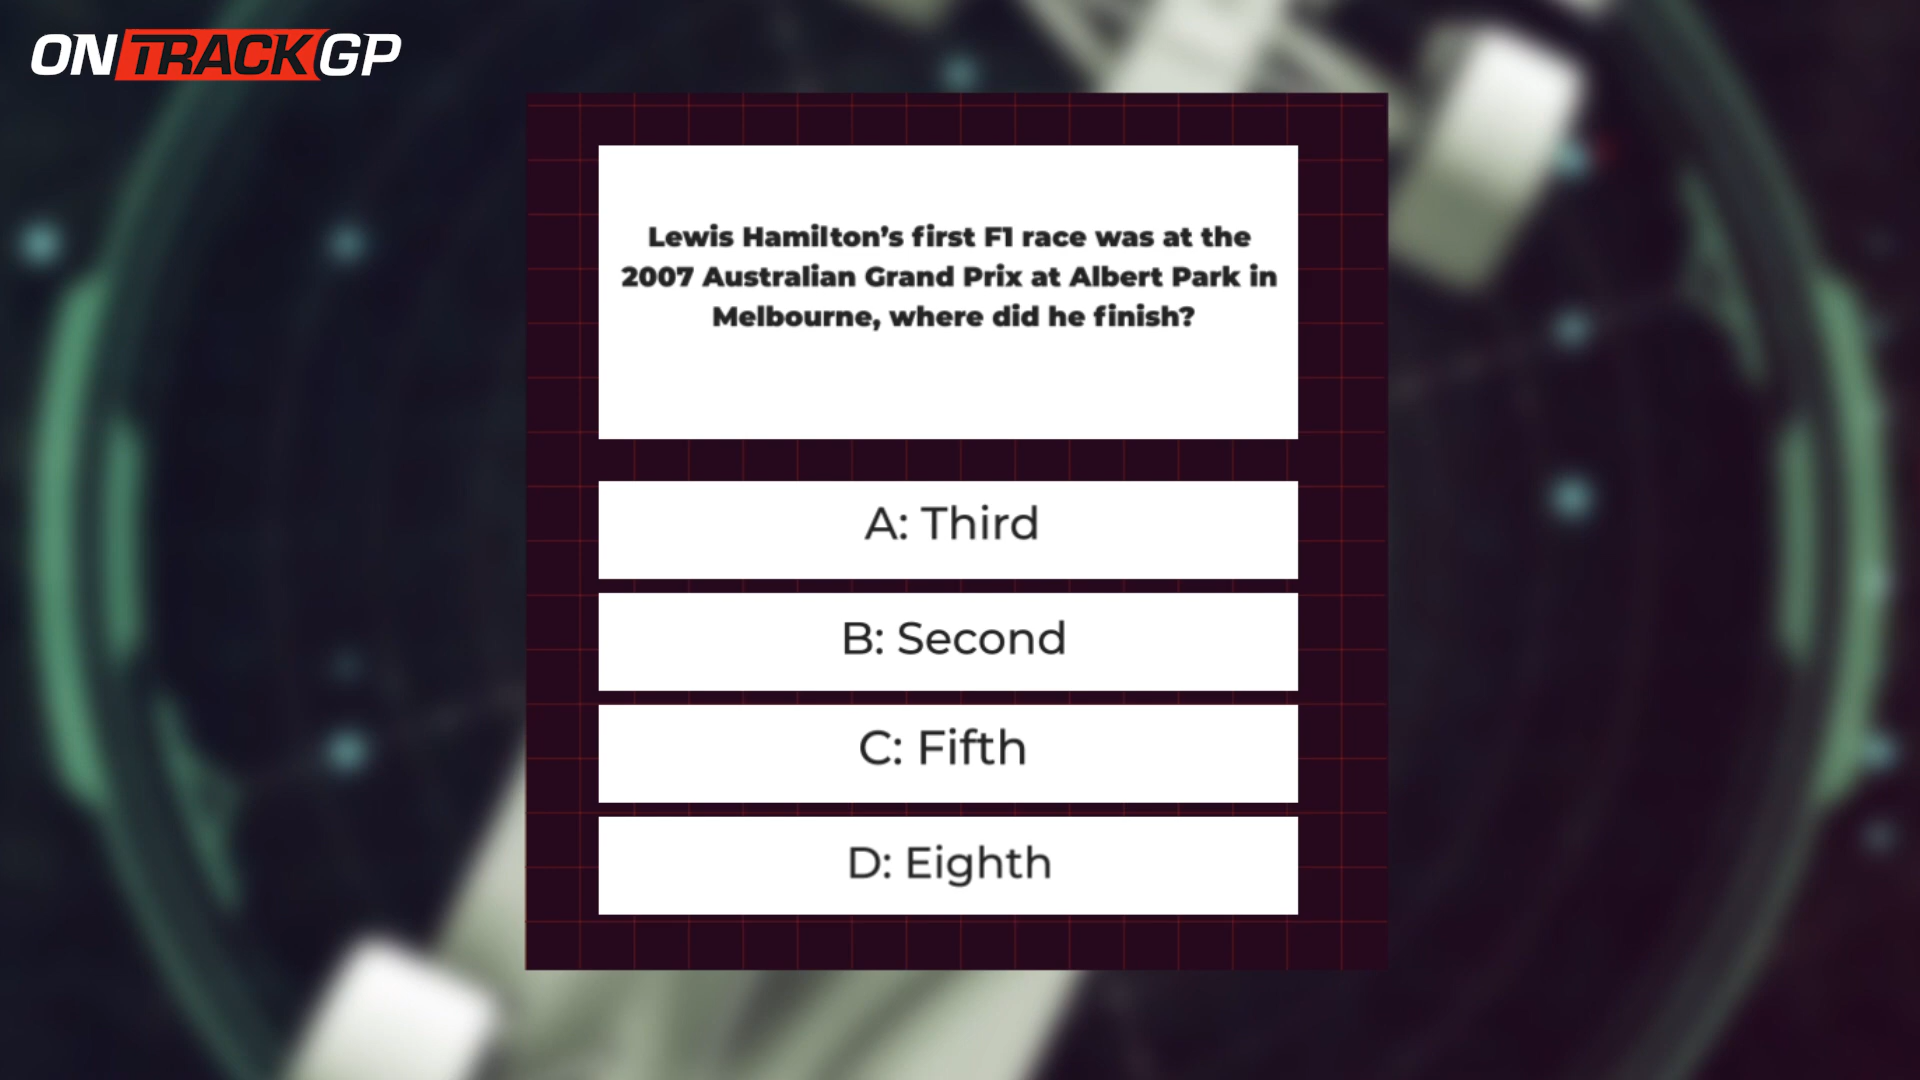 ONTRACKGP
Lewis Hamilton’s first F1 race was at the
2007 Australian Grand Prix at Albert Park in
Melbourne, where did he finish?
A: Third
B: Second
C: Fifth
D: Eighth